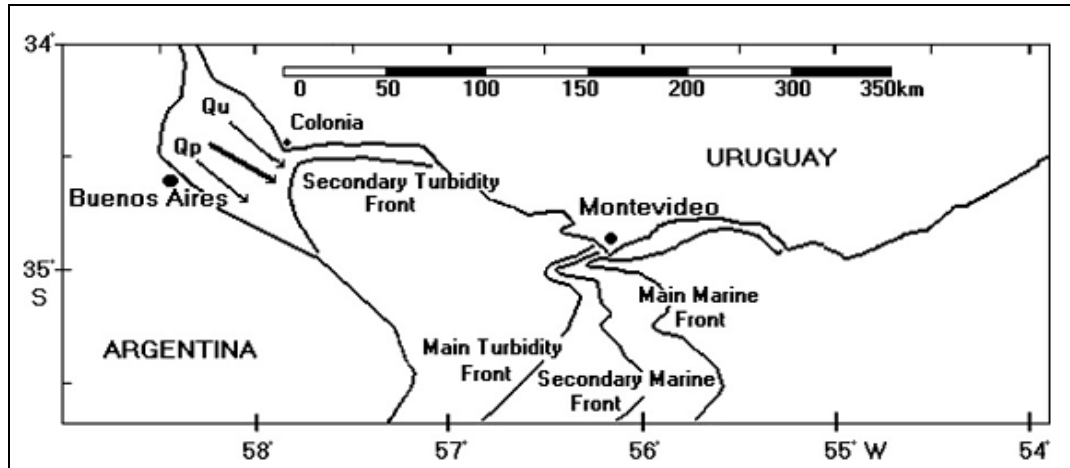 34°
0 50 100 150 200 300 350km
Qu
Colonia
Qp
URUGUAY
Secondary Turbidity
Front
Buenos Aires
Montevideo
35°
S
Main Marine
Front
ARGENTINA
Main Turbidity
Front
Secondary Marine
Front
58° 57° 56° 55° W 54°